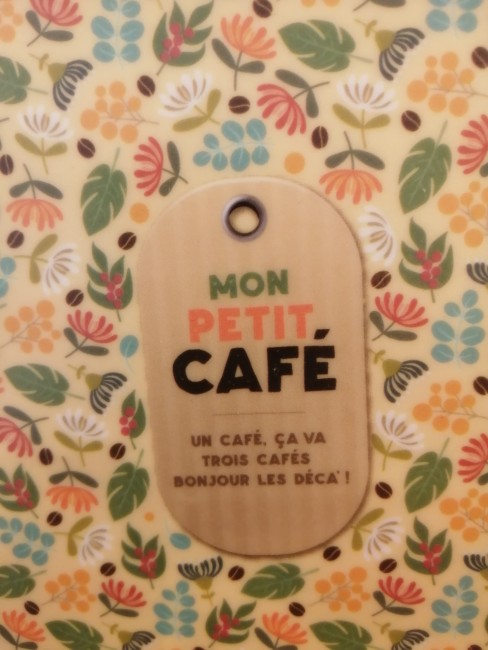 MON
PETIT
CAFÉ
UN CAFÉ, ÇA VA
TROIS CAFÉS
BONJOUR LES DÉCA' !